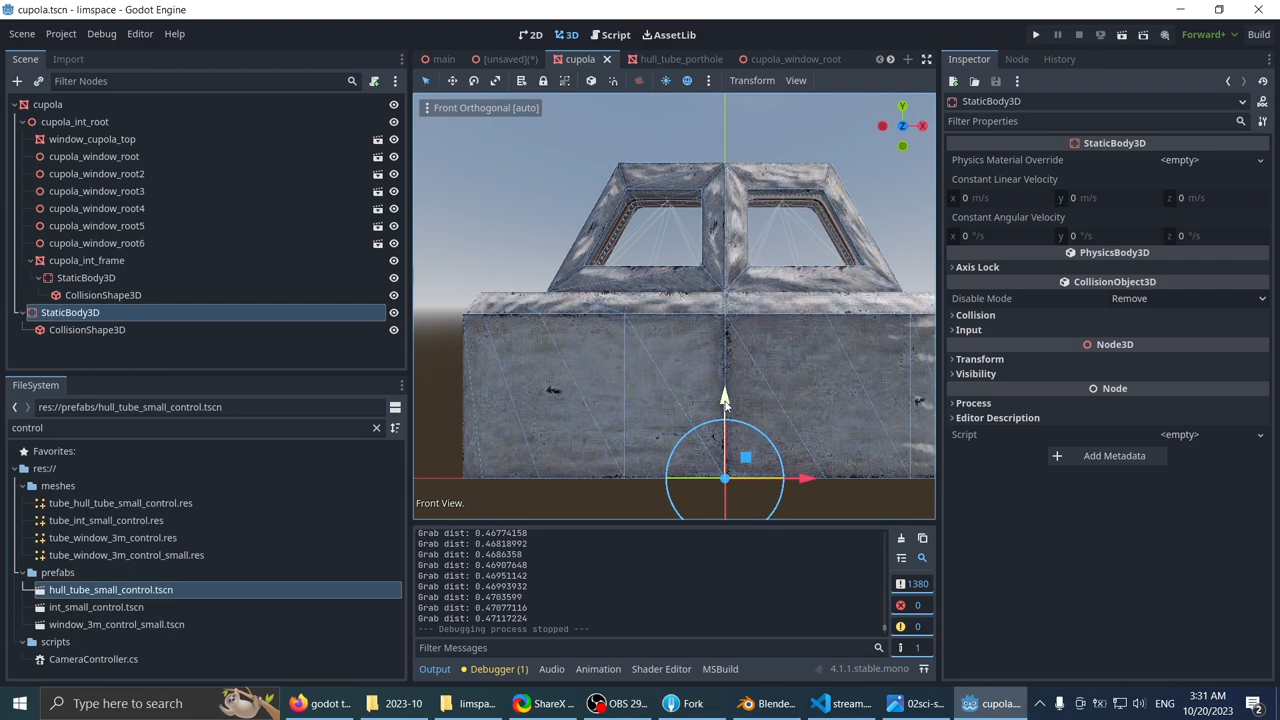 cupola.tscn - limspace - Godot Engine
Scene Project Debug Editor Help
2D 3D Script AssetLib
Forward+ Build
Scene Import
main [unsaved](*) cupola hull_tube_porthole cupola_window_root
Inspector Node History
Filter Nodes
Transform View
StaticBody3D
Filter Properties
cupola
cupola_int_root
window_cupola_top
cupola_window_root
cupola_window_root2
cupola_window_root3
cupola_window_root4
cupola_window_root5
cupola_window_root6
cupola_int_frame
StaticBody3D
CollisionShape3D
StaticBody3D
CollisionShape3D
Front Orthogonal [auto]
Y
X
Z
Front View.
StaticBody3D
Physics Material Override <empty>
Constant Linear Velocity
x 0 m/s y 0 m/s z 0 m/s
Constant Angular Velocity
x 0 °/s y 0 °/s z 0 °/s
PhysicsBody3D
Axis Lock
CollisionObject3D
Disable Mode Remove
Collision
Input
Node3D
Transform
Visibility
Node
Process
Editor Description
Script <empty>
Add Metadata
FileSystem
res://prefabs/hull_tube_small_control.tscn
control
Favorites:
res://
meshes
tube_hull_tube_small_control.res
tube_int_small_control.res
tube_window_3m_control.res
tube_window_3m_control_small.res
prefabs
hull_tube_small_control.tscn
int_small_control.tscn
window_3m_control_small.tscn
scripts
CameraController.cs
Grab dist: 0.46774158
Grab dist: 0.46818992
Grab dist: 0.4686358
Grab dist: 0.46907648
Grab dist: 0.46951142
Grab dist: 0.46993932
Grab dist: 0.4703599
Grab dist: 0.47077116
Grab dist: 0.47117224
--- Debugging process stopped ---
1380
0
0
1
Filter Messages
Output Debugger (1) Audio Animation Shader Editor MSBuild
4.1.1.stable.mono
Type here to search
godot t...
2023-10
limspa...
ShareX ...
OBS 29...
Fork
Blende...
stream...
02sci-s...
cupola...
ENG
3:31 AM
10/20/2023
2